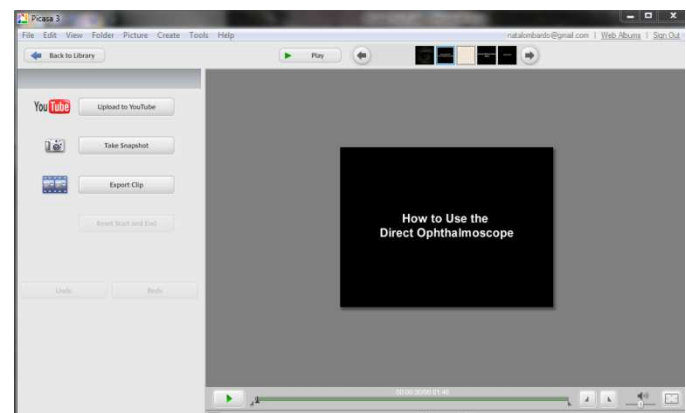 Picasa 3
File Edit View Folder Picture Create Tools Help
natalombardo@gmail.com | Web Albums | Sign Out
Back to Library
Play
YouTube
Upload to YouTube
Take Snapshot
Export Clip
Reset Start and End
Undo
Redo
How to Use the
Direct Ophthalmoscope